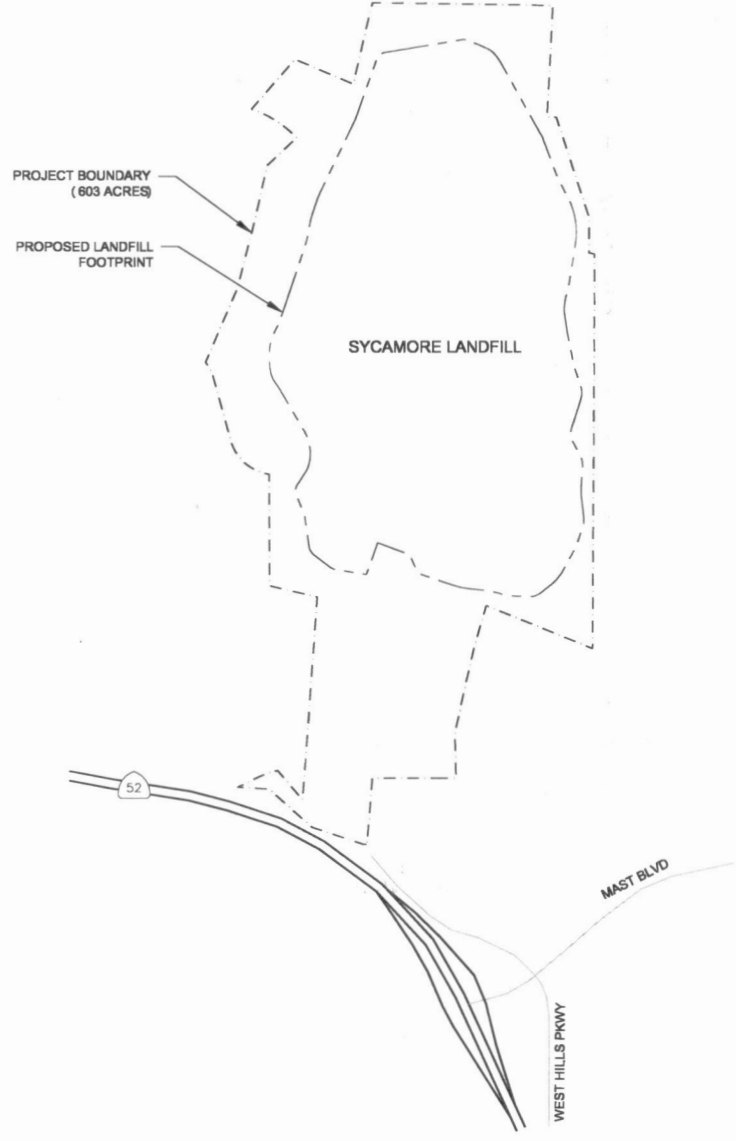 PROJECT BOUNDARY
( 603 ACRES)
PROPOSED LANDFILL
FOOTPRINT
SYCAMORE LANDFILL
52
MAST BLVD
WEST HILLS PKWY